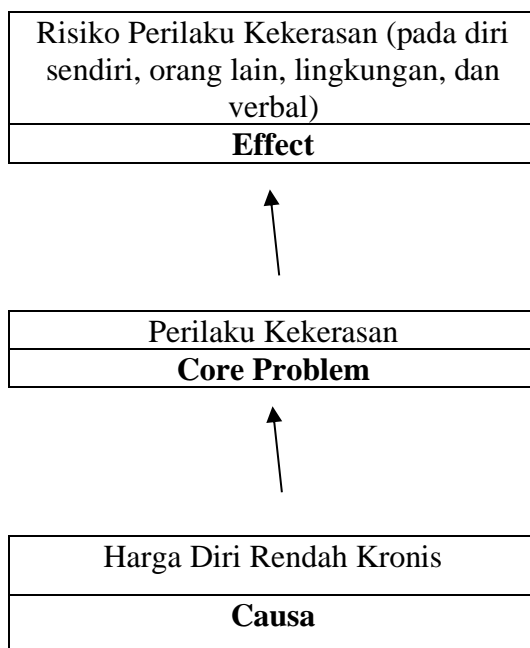 Risiko Perilaku Kekerasan (pada diri
sendiri, orang lain, lingkungan, dan
verbal)
Effect
Perilaku Kekerasan
Core Problem
Harga Diri Rendah Kronis
Causa